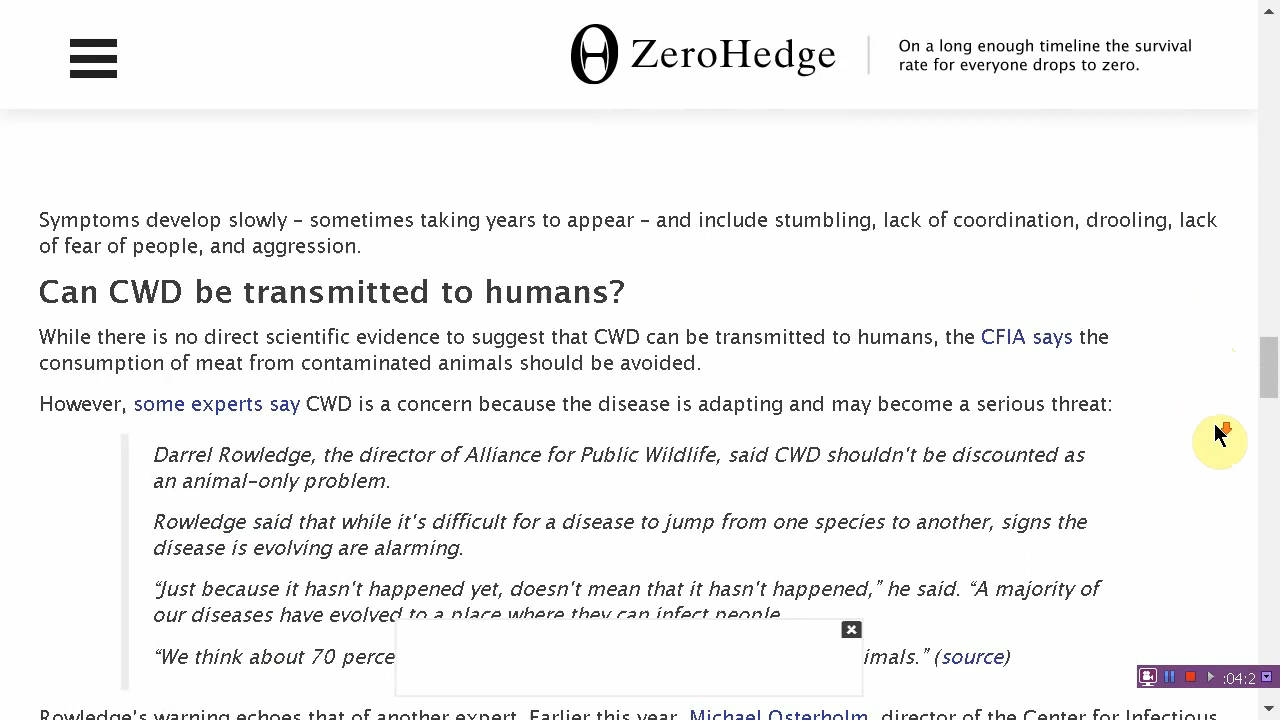 ZeroHedge
On a long enough timeline the survival
rate for everyone drops to zero.
Symptoms develop slowly – sometimes taking years to appear – and include stumbling, lack of coordination, drooling, lack
of fear of people, and aggression.
Can CWD be transmitted to humans?
While there is no direct scientific evidence to suggest that CWD can be transmitted to humans, the CFIA says the
consumption of meat from contaminated animals should be avoided.
However, some experts say CWD is a concern because the disease is adapting and may become a serious threat:
Darrel Rowledge, the director of Alliance for Public Wildlife, said CWD shouldn't be discounted as
an animal-only problem.
Rowledge said that while it's difficult for a disease to jump from one species to another, signs the
disease is evolving are alarming.
“Just because it hasn't happened yet, doesn't mean that it hasn't happened,” he said. “A majority of
our diseases have evolved to a place where they can infect people.
“We think about 70 perce imals.” (source)
:04:2
Rowledge's warning echoes that of another expert. Earlier this year, Michael Osterholm, director of the Center for Infectious